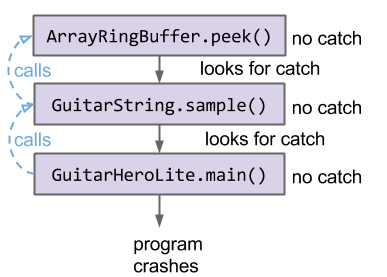 ArrayRingBuffer.peek() no catch
calls looks for catch
GuitarString.sample() no catch
calls looks for catch
GuitarHeroLite.main() no catch
program
crashes